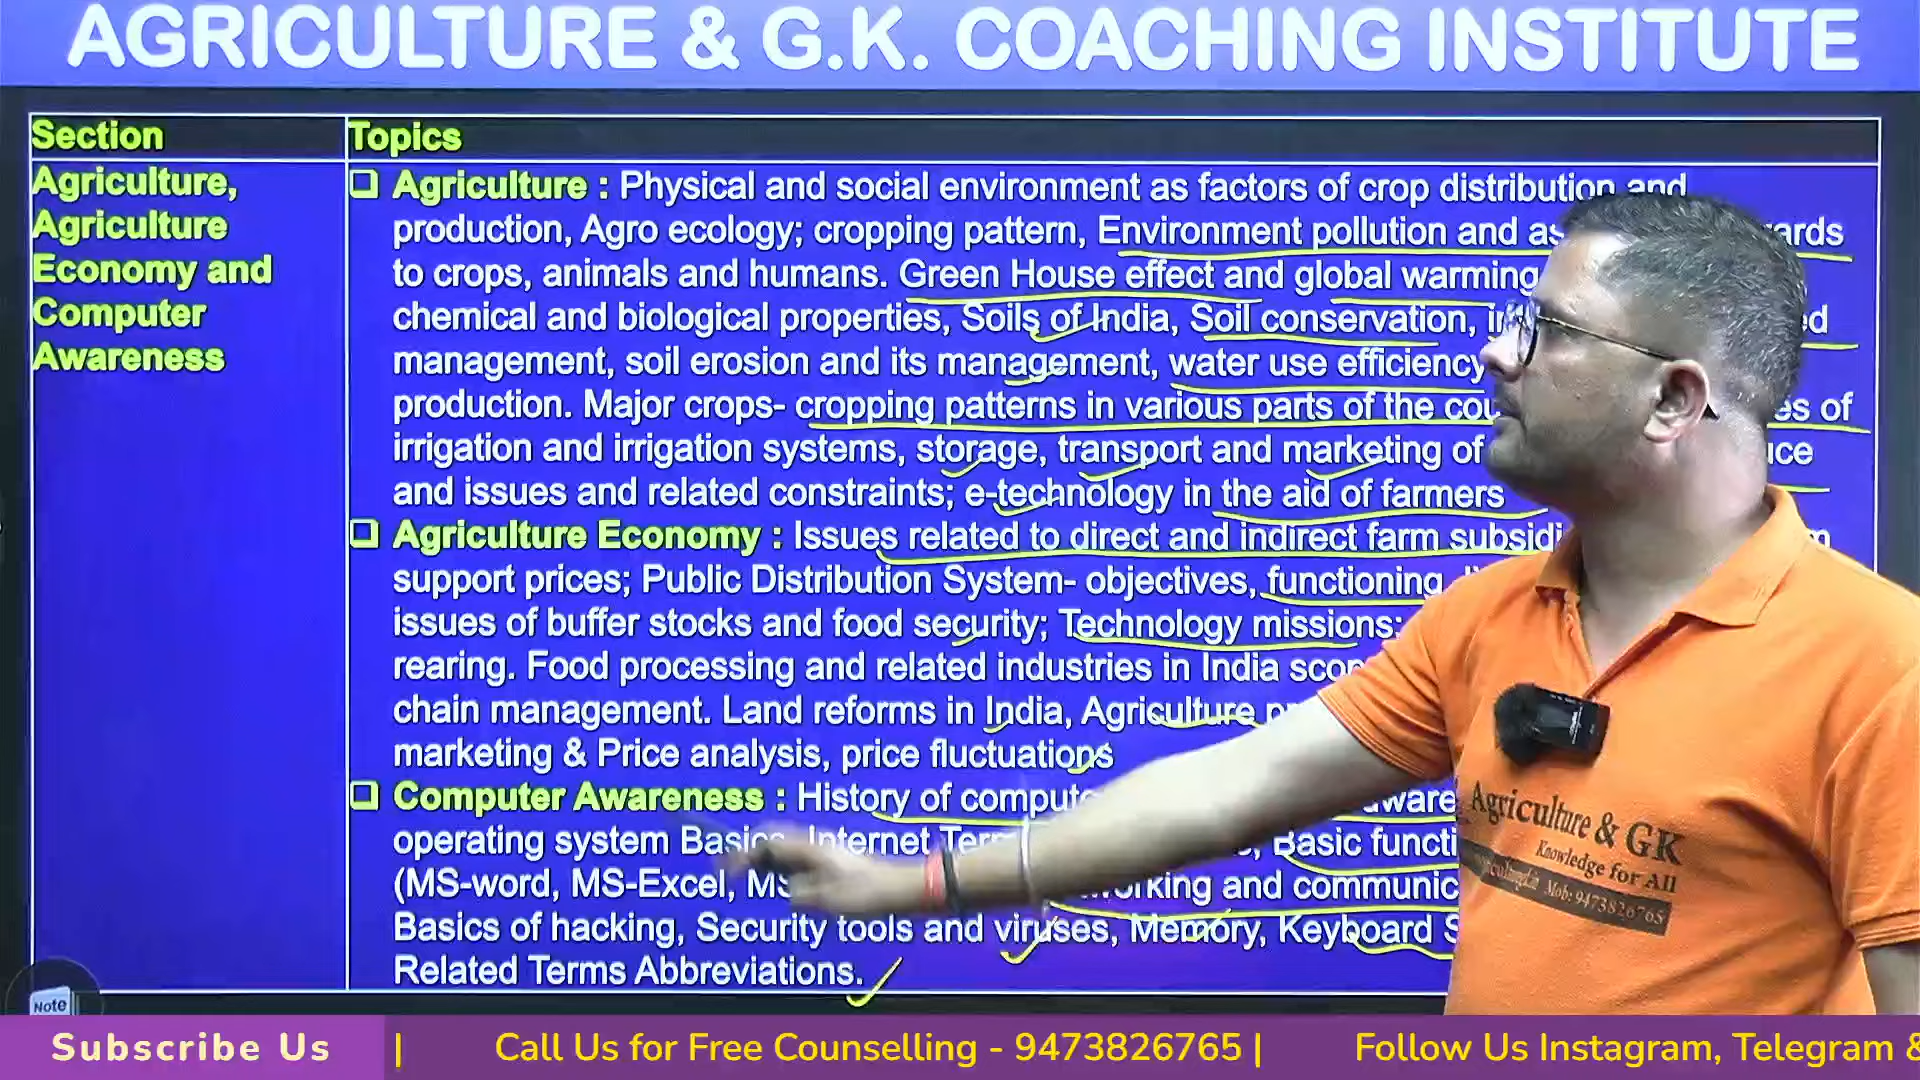 AGRICULTURE & G.K. COACHING INSTITUTE
Section
Topics
Agriculture,
Agriculture
Economy and
Computer
Awareness
❑ Agriculture : Physical and social environment as factors of crop distribution and
production, Agro ecology; cropping pattern, Environment pollution and
to crops, animals and humans. Green House effect and global warming
chemical and biological properties, Soils of India, Soil conservation,
management, soil erosion and its management, water use efficiency
production. Major crops- cropping patterns in various parts of the of
irrigation and irrigation systems, storage, transport and marketing of
and issues and related constraints; e-technology in the aid of farmers
❑ Agriculture Economy : Issues related to direct and indirect farm
support prices; Public Distribution System- objectives, functioning
issues of buffer stocks and food security; Technology missions;
rearing. Food processing and related industries in India
chain management. Land reforms in India, Agriculture
marketing & Price analysis, price fluctuations
❑ Computer Awareness : History of
operating system Basics, Internet Basic
(MS-word, MS-Excel, and
Basics of hacking, Security tools and viruses, Memory, Keyboard
Related Terms Abbreviations.
Agriculture & GK
Knowledge for All
Mob: 9473826765
Note
Subscribe Us | Call Us for Free Counselling - 9473826765 | Follow Us Instagram, Telegram &